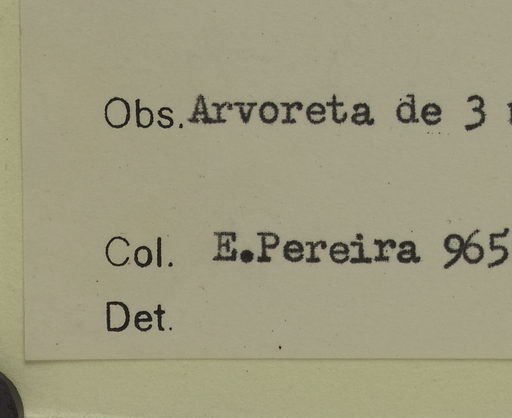 Obs. Arvoreta de 3
Col. E.Pereira 965
Det.